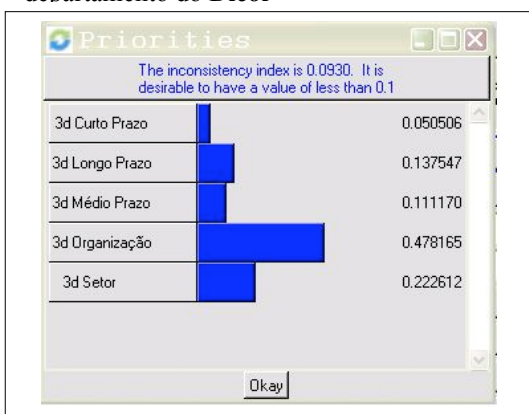 departamento do Dicor
Priorities
The inconsistency index is 0.0930. It is
desirable to have a value of less than 0.1
3d Curto Prazo 0.050506
3d Longo Prazo 0.137547
3d Médio Prazo 0.111170
3d Organização 0.478165
3d Setor 0.222612
Okay